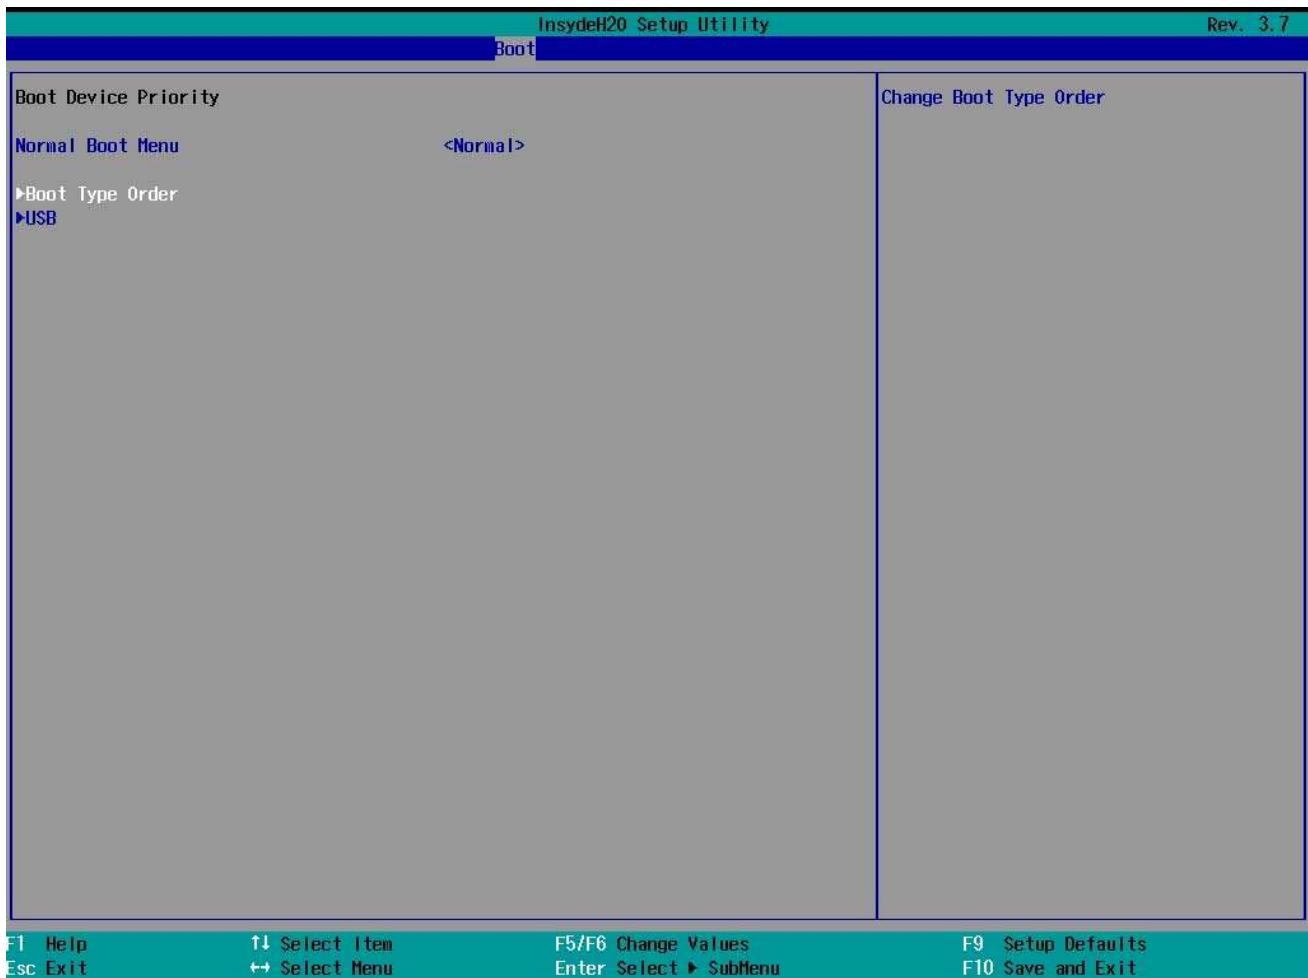 InsydeH20 Setup Utility Rev. 3.7
Boot
Boot Device Priority
Change Boot Type Order
Normal Boot Menu <Normal>
▶Boot Type Order
▶USB
F1 Help ↑↓ Select Item F5/F6 Change Values F9 Setup Defaults
Esc Exit ↔ Select Menu Enter Select ▶ SubMenu F10 Save and Exit